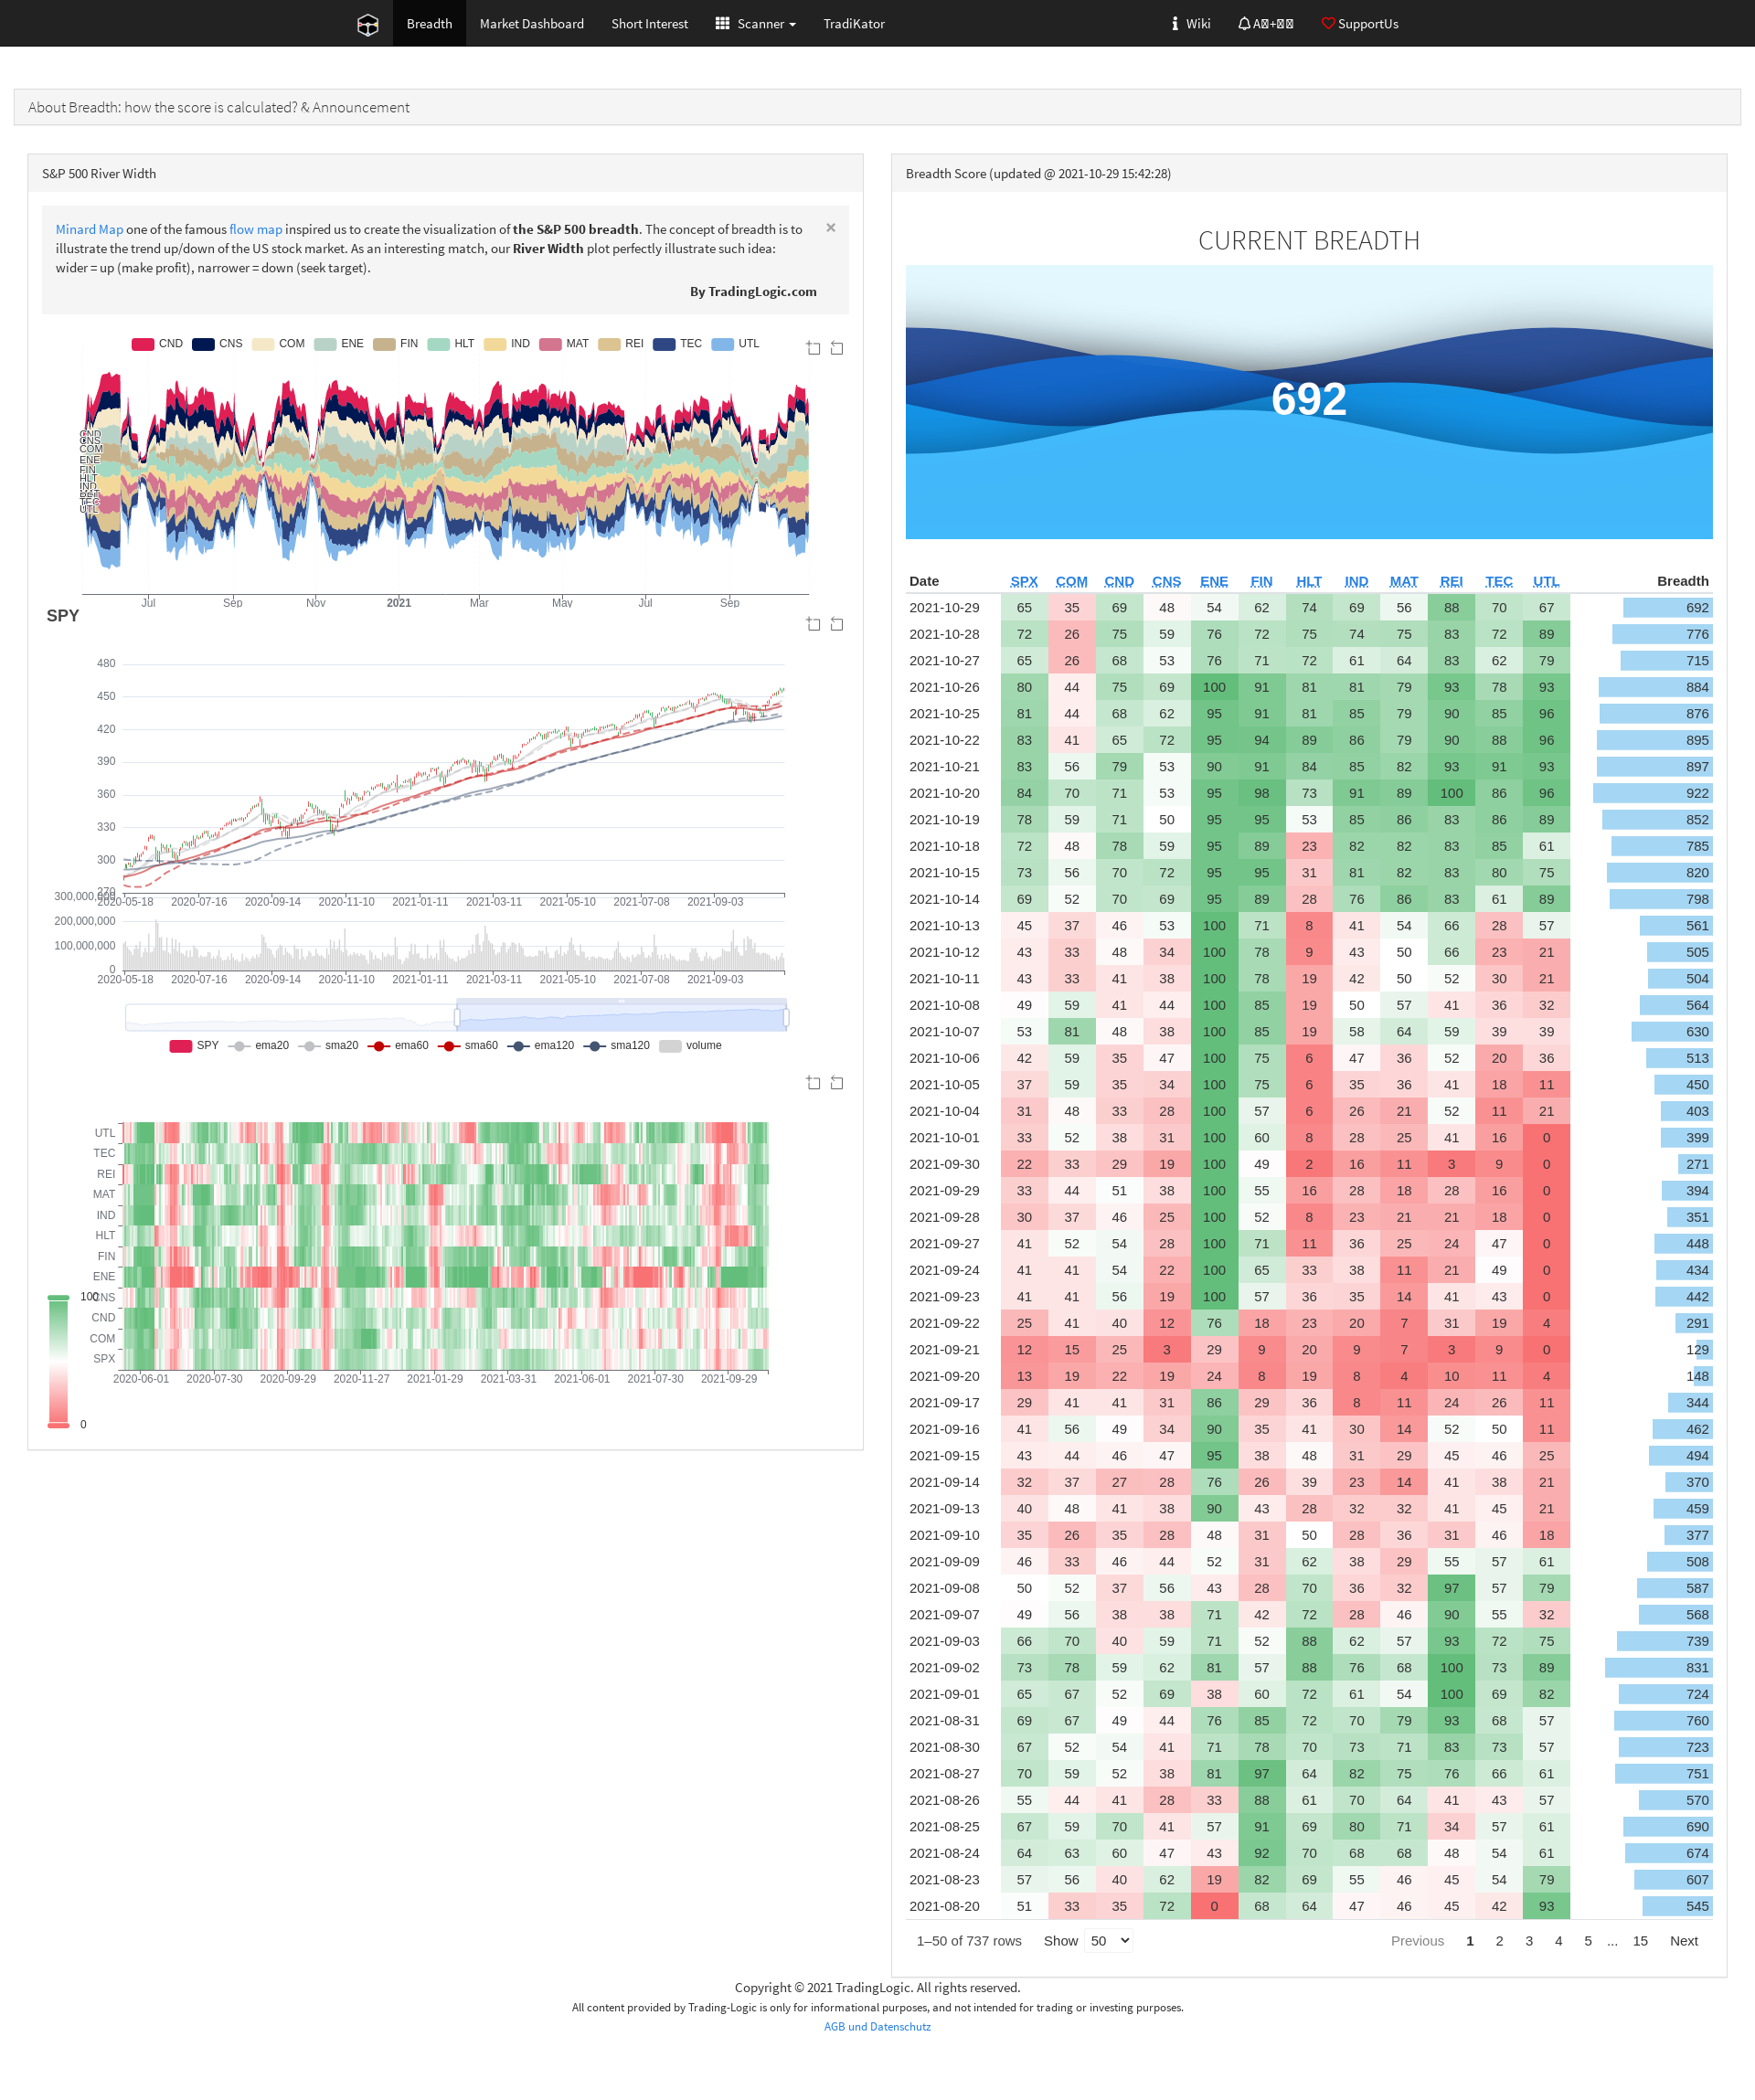 Breadth Market Dashboard Short Interest Scanner TradiKator Wiki SupportUs
About Breadth: how the score is calculated? & Announcement
S&P 500 River Width
Minard Map one of the famous flow map inspired us to create the visualization of the S&P 500 breadth. The concept of breadth is to
illustrate the trend up/down of the US stock market. As an interesting match, our River Width plot perfectly illustrate such idea:
wider = up (make profit), narrower = down (seek target).
×
By TradingLogic.com
CND CNS COM ENE FIN HLT IND MAT REI TEC UTL
CND
CNS
COM
ENE
FIN
HLT
IND
TEC
UTL
Jul Sep Nov 2021 Mar May Jul Sep
SPY
480
450
420
390
360
330
300
270
2020-05-18 2020-07-16 2020-09-14 2020-11-10 2021-01-11 2021-03-11 2021-05-10 2021-07-08 2021-09-03
300,000,000
200,000,000
100,000,000
0
2020-05-18 2020-07-16 2020-09-14 2020-11-10 2021-01-11 2021-03-11 2021-05-10 2021-07-08 2021-09-03
SPY ema20 sma20 ema60 sma60 ema120 sma120 volume
UTL
TEC
REI
MAT
IND
HLT
FIN
ENE
CNS
CND
COM
SPX
100
0
2020-06-01 2020-07-30 2020-09-29 2020-11-27 2021-01-29 2021-03-31 2021-06-01 2021-07-30 2021-09-29
Breadth Score (updated @ 2021-10-29 15:42:28)
CURRENT BREADTH
692
Date SPX COM CND CNS ENE FIN HLT IND MAT REI TEC UTL Breadth
2021-10-29 65 35 69 48 54 62 74 69 56 88 70 67 692
2021-10-28 72 26 75 59 76 72 75 74 75 83 72 89 776
2021-10-27 65 26 68 53 76 71 72 61 64 83 62 79 715
2021-10-26 80 44 75 69 100 91 81 81 79 93 78 93 884
2021-10-25 81 44 68 62 95 91 81 85 79 90 85 96 876
2021-10-22 83 41 65 72 95 94 89 86 79 90 88 96 895
2021-10-21 83 56 79 53 90 91 84 85 82 93 91 93 897
2021-10-20 84 70 71 53 95 98 73 91 89 100 86 96 922
2021-10-19 78 59 71 50 95 95 53 85 86 83 86 89 852
2021-10-18 72 48 78 59 95 89 23 82 82 83 85 61 785
2021-10-15 73 56 70 72 95 95 31 81 82 83 80 75 820
2021-10-14 69 52 70 69 95 89 28 76 86 83 61 89 798
2021-10-13 45 37 46 53 100 71 8 41 54 66 28 57 561
2021-10-12 43 33 48 34 100 78 9 43 50 66 23 21 505
2021-10-11 43 33 41 38 100 78 19 42 50 52 30 21 504
2021-10-08 49 59 41 44 100 85 19 50 57 41 36 32 564
2021-10-07 53 81 48 38 100 85 19 58 64 59 39 39 630
2021-10-06 42 59 35 47 100 75 6 47 36 52 20 36 513
2021-10-05 37 59 35 34 100 75 6 35 36 41 18 11 450
2021-10-04 31 48 33 28 100 57 6 26 21 52 11 21 403
2021-10-01 33 52 38 31 100 60 8 28 25 41 16 0 399
2021-09-30 22 33 29 19 100 49 2 16 11 3 9 0 271
2021-09-29 33 44 51 38 100 55 16 28 18 28 16 0 394
2021-09-28 30 37 46 25 100 52 8 23 21 21 18 0 351
2021-09-27 41 52 54 28 100 71 11 36 25 24 47 0 448
2021-09-24 41 41 54 22 100 65 33 38 11 21 49 0 434
2021-09-23 41 41 56 19 100 57 36 35 14 41 43 0 442
2021-09-22 25 41 40 12 76 18 23 20 7 31 19 4 291
2021-09-21 12 15 25 3 29 9 20 9 7 3 9 0 129
2021-09-20 13 19 22 19 24 8 19 8 4 10 11 4 148
2021-09-17 29 41 41 31 86 29 36 8 11 24 26 11 344
2021-09-16 41 56 49 34 90 35 41 30 14 52 50 11 462
2021-09-15 43 44 46 47 95 38 48 31 29 45 46 25 494
2021-09-14 32 37 27 28 76 26 39 23 14 41 38 21 370
2021-09-13 40 48 41 38 90 43 28 32 32 41 45 21 459
2021-09-10 35 26 35 28 48 31 50 28 36 31 46 18 377
2021-09-09 46 33 46 44 52 31 62 38 29 55 57 61 508
2021-09-08 50 52 37 56 43 28 70 36 32 97 57 79 587
2021-09-07 49 56 38 38 71 42 72 28 46 90 55 32 568
2021-09-03 66 70 40 59 71 52 88 62 57 93 72 75 739
2021-09-02 73 78 59 62 81 57 88 76 68 100 73 89 831
2021-09-01 65 67 52 69 38 60 72 61 54 100 69 82 724
2021-08-31 69 67 49 44 76 85 72 70 79 93 68 57 760
2021-08-30 67 52 54 41 71 78 70 73 71 83 73 57 723
2021-08-27 70 59 52 38 81 97 64 82 75 76 66 61 751
2021-08-26 55 44 41 28 33 88 61 70 64 41 43 57 570
2021-08-25 67 59 70 41 57 91 69 80 71 34 57 61 690
2021-08-24 64 63 60 47 43 92 70 68 68 48 54 61 674
2021-08-23 57 56 40 62 19 82 69 55 46 45 54 79 607
2021-08-20 51 33 35 72 0 68 64 47 46 45 42 93 545
1–50 of 737 rows Show 50 Previous 1 2 3 4 5 ... 15 Next
Copyright © 2021 TradingLogic. All rights reserved.
All content provided by Trading-Logic is only for informational purposes, and not intended for trading or investing purposes.
AGB und Datenschutz